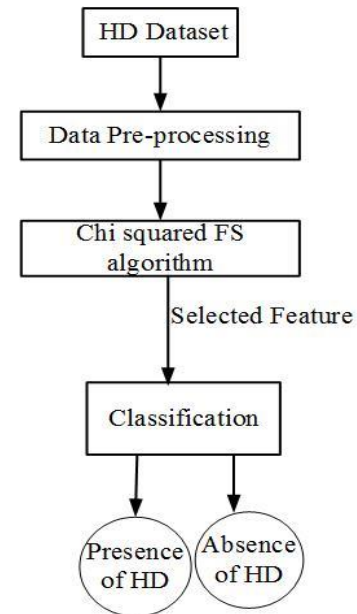 HD Dataset
Data Pre-processing
Chi squared FS
algorithm
Selected Feature
Classification
Presence
of HD
Absence
of HD